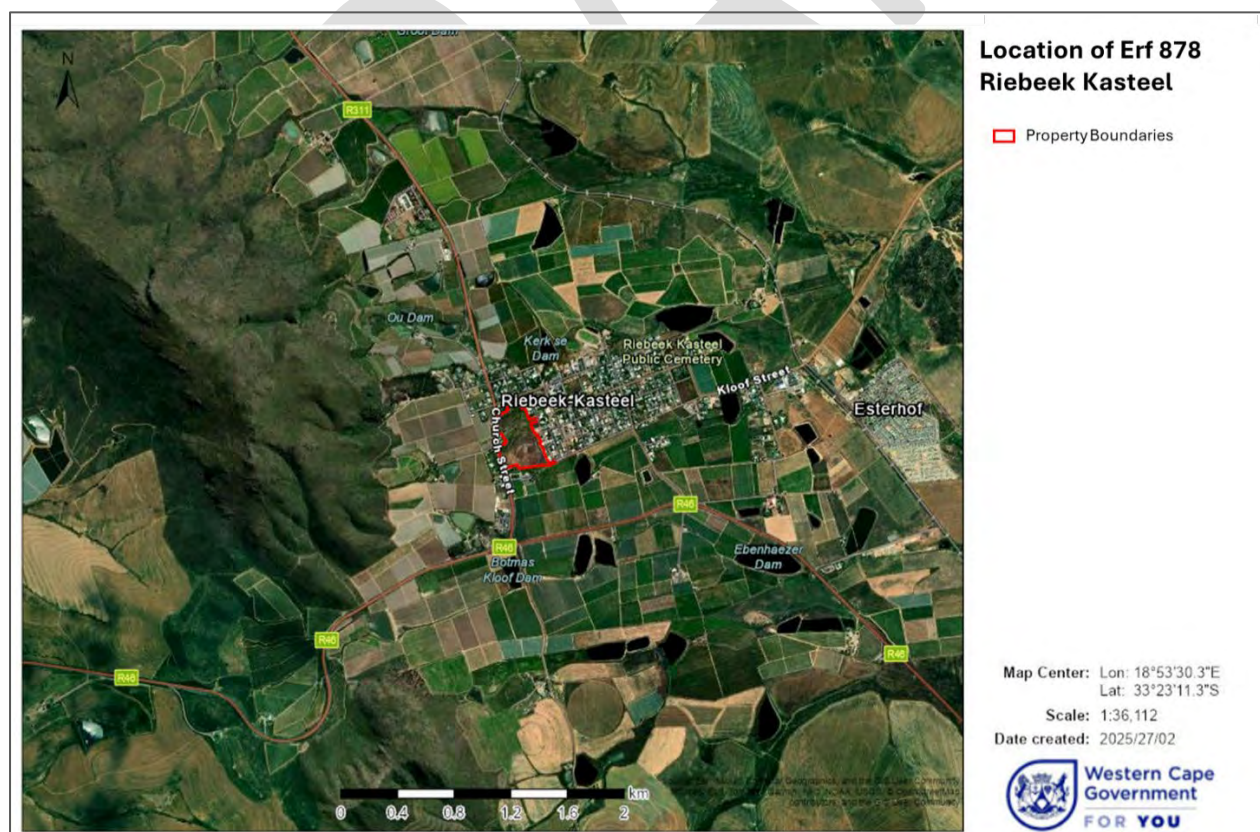 Location of Erf 878
Riebeek Kasteel
Property Boundaries
N
Groot Dam
R311
Ou Dam
Kerk se
Dam
Riebeek Kasteel
Public Cemetery
Kloof Street
Riebeek-Kasteel
Esterhof
Church Street
R46
R46
Botmas
Kloof Dam
Ebenhaezer
Dam
R46
R46
R46
km
0 0.4 0.8 1.2 1.6 2
Map Center: Lon: 18°53'30.3"E
Lat: 33°23'11.3"S
Scale: 1:36,112
Date created: 2025/27/02
Western Cape
Government
FOR YOU